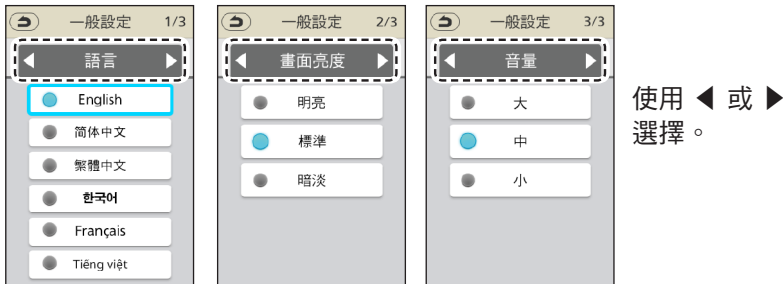 一般設定 1/3
◀ 語言 ▶
English
简体中文
繁體中文
한국어
Français
Tiếng việt
一般設定 2/3
◀ 畫面亮度 ▶
明亮
標準
暗淡
一般設定 3/3
◀ 音量 ▶
大
中
小
使用 ◀ 或 ▶
選擇。